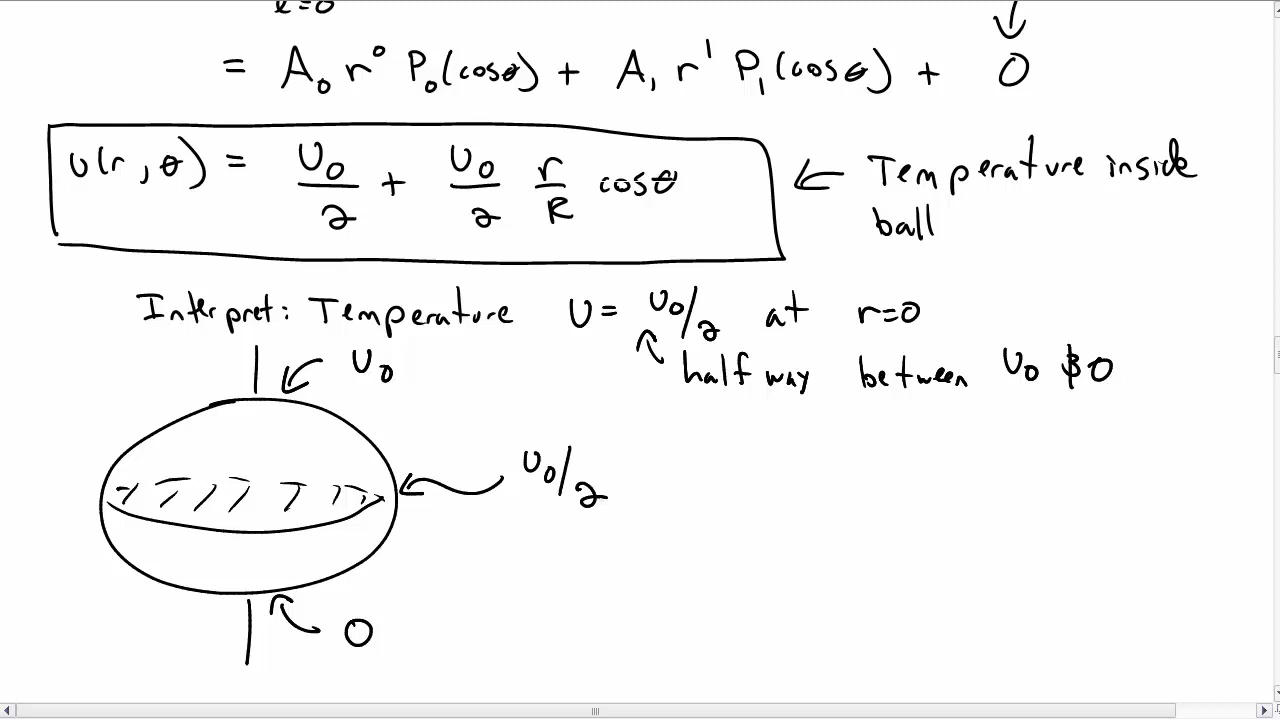 l=0
= A₀ r⁰ P₀(cosθ) + A₁ r¹ P₁(cosθ) + 0
u(r,θ) = U₀/2 + U₀/2 r/R cosθ ← Temperature inside
ball
Interpret: Temperature U = U₀/2 at r=0
half way between U₀ & 0
U₀
U₀/2
0